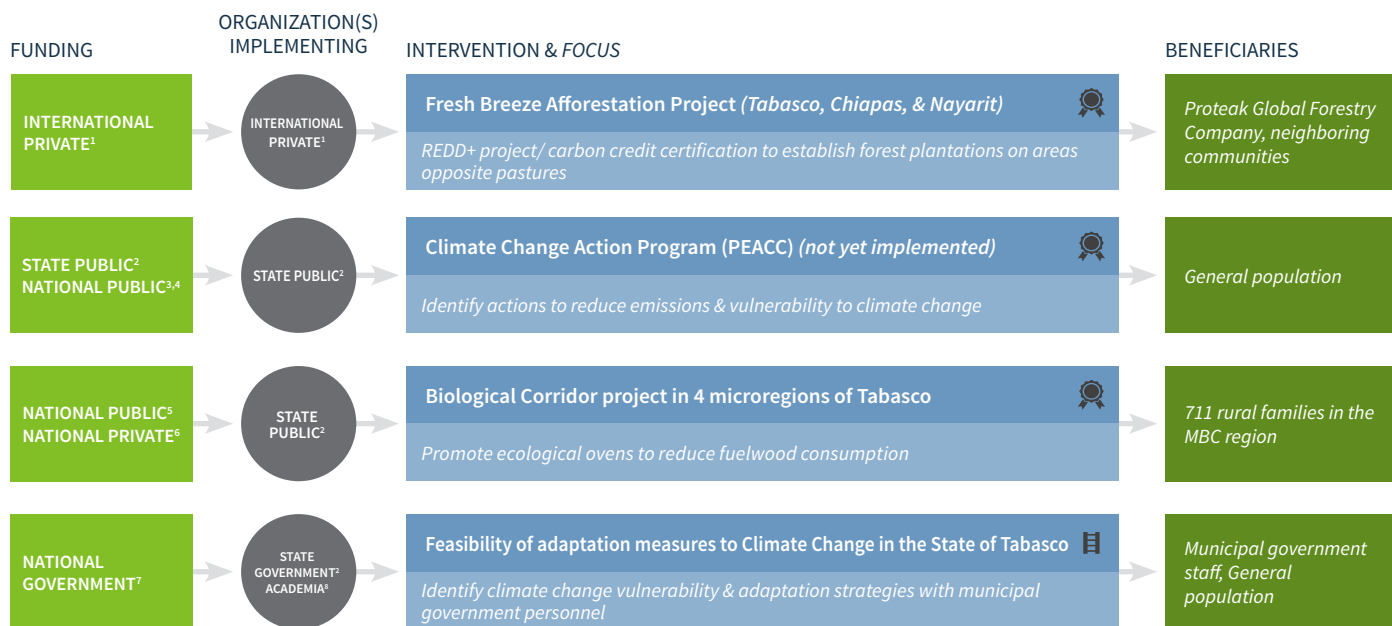 FUNDING
ORGANIZATION(S)
IMPLEMENTING
INTERVENTION & FOCUS
BENEFICIARIES
INTERNATIONAL
PRIVATE¹
INTERNATIONAL
PRIVATE¹
Fresh Breeze Afforestation Project (Tabasco, Chiapas, & Nayarit)
REDD+ project/ carbon credit certification to establish forest plantations on areas
opposite pastures
Proteak Global Forestry
Company, neighboring
communities
STATE PUBLIC²
NATIONAL PUBLIC³,⁴
STATE PUBLIC²
Climate Change Action Program (PEACC) (not yet implemented)
Identify actions to reduce emissions & vulnerability to climate change
General population
NATIONAL PUBLIC⁵
NATIONAL PRIVATE⁶
STATE
PUBLIC²
Biological Corridor project in 4 microregions of Tabasco
Promote ecological ovens to reduce fuelwood consumption
711 rural families in the
MBC region
NATIONAL
GOVERNMENT⁷
STATE
GOVERNMENT²
ACADEMIA⁸
Feasibility of adaptation measures to Climate Change in the State of Tabasco
Identify climate change vulnerability & adaptation strategies with municipal
government personnel
Municipal government
staff, General
population